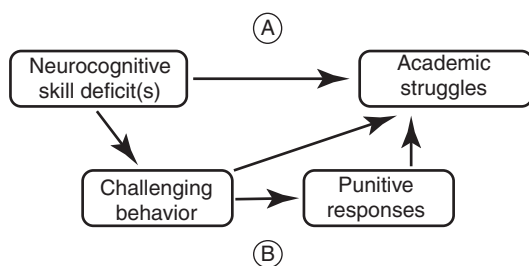 A
Neurocognitive
skill deficit(s)
Academic
struggles
Challenging
behavior
Punitive
responses
B